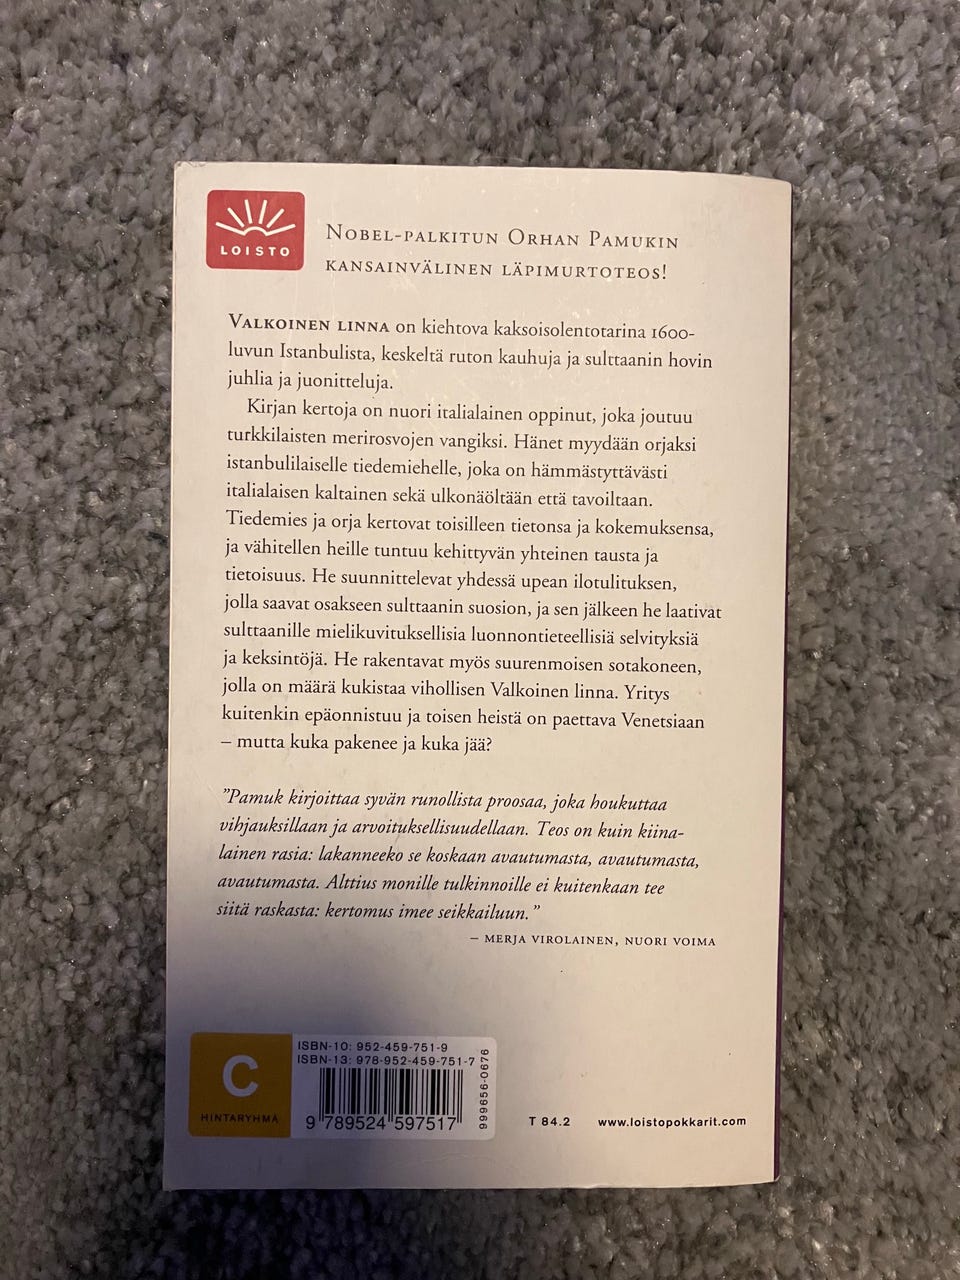 LOISTO
NOBEL-PALKITUN ORHAN PAMUKIN
KANSAINVÄLINEN LÄPIMURTOTEOS!
VALKOINEN LINNA on kiehtova kaksoisolentotarina 1600-
luvun Istanbulista, keskeltä ruton kauhuja ja sulttaanin hovin
juhlia ja juonitteluja.
Kirjan kertoja on nuori italialainen oppinut, joka joutuu
turkkilaisten merirosvojen vangiksi. Hänet myydään orjaksi
istanbulilaiselle tiedemiehelle, joka on hämmästyttävästi
italialaisen kaltainen sekä ulkonäöltään että tavoiltaan.
Tiedemies ja orja kertovat toisilleen tietonsa ja kokemuksensa,
ja vähitellen heille tuntuu kehittyvän yhteinen tausta ja
tietoisuus. He suunnittelevat yhdessä upean ilotulituksen,
jolla saavat osakseen sulttaanin suosion, ja sen jälkeen he laativat
sulttaanille mielikuvituksellisia luonnontieteellisiä selvityksiä
ja keksintöjä. He rakentavat myös suurenmoisen sotakoneen,
jolla on määrä kukistaa vihollisen Valkoinen linna. Yritys
kuitenkin epäonnistuu ja toisen heistä on paettava Venetsiaan
– mutta kuka pakenee ja kuka jää?
"Pamuk kirjoittaa syvän runollista proosaa, joka houkuttaa
vihjauksillaan ja arvoituksellisuudellaan. Teos on kuin kiina-
lainen rasia: lakanneeko se koskaan avautumasta, avautumasta,
avautumasta. Alttius monille tulkinnoille ei kuitenkaan tee
siitä raskasta: kertomus imee seikkailuun."
– MERJA VIROLAINEN, NUORI VOIMA
C
HINTARYHMÄ
ISBN-10: 952-459-751-9
ISBN-13: 978-952-459-751-7
9 789524 597517
999656-0676
T 84.2
www.loistopokkarit.com